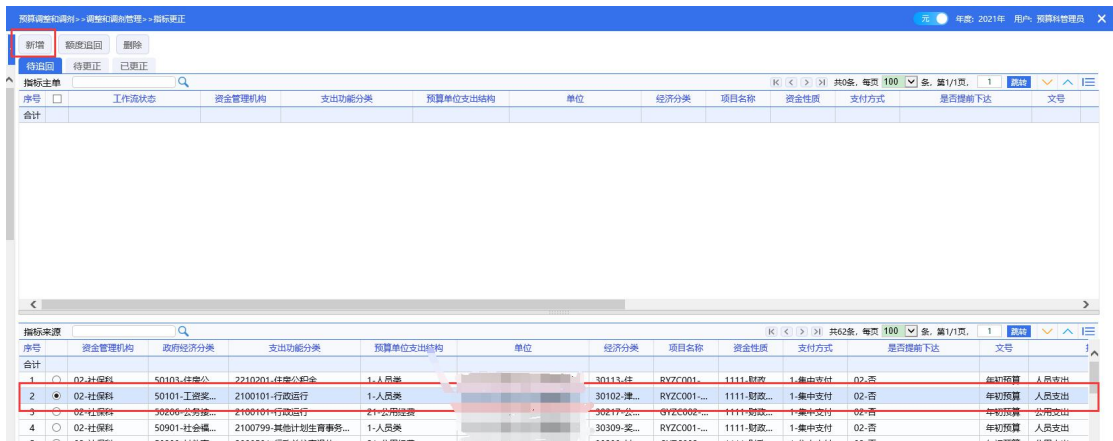 预算调整和调剂>>调整和调剂管理>>指标更正 元 年度: 2021年 用户: 预算科管理员 X
新增 额度追回 删除
待追回 待更正 已更正
指标主单 共0条, 每页 100 条, 第1/1页, 1 跳转
序号 工作流状态 资金管理机构 支出功能分类 预算单位支出结构 单位 经济分类 项目名称 资金性质 支付方式 是否提前下达 文号
合计
指标来源 共62条, 每页 100 条, 第1/1页, 1 跳转
序号 资金管理机构 政府经济分类 支出功能分类 预算单位支出结构 单位 经济分类 项目名称 资金性质 支付方式 是否提前下达 文号
合计
1 02-社保科 50103-住房公... 2210201-住房公积金 1-人员类 30113-住... RYZC001-... 1111-财政... 1-集中支付 02-否 年初预算 人员支出
2 02-社保科 50101-工资奖... 2100101-行政运行 1-人员类 30102-津... RYZC001-... 1111-财政... 1-集中支付 02-否 年初预算 人员支出
3 02-社保科 50206-公务接... 2100101-行政运行 21-公用经费 30217-公... GYZC002-... 1111-财政... 1-集中支付 02-否 年初预算 公用支出
4 02-社保科 50901-社会福... 2100799-其他计划生育事务... 1-人员类 30309-奖... RYZC001-... 1111-财政... 1-集中支付 02-否 年初预算 人员支出